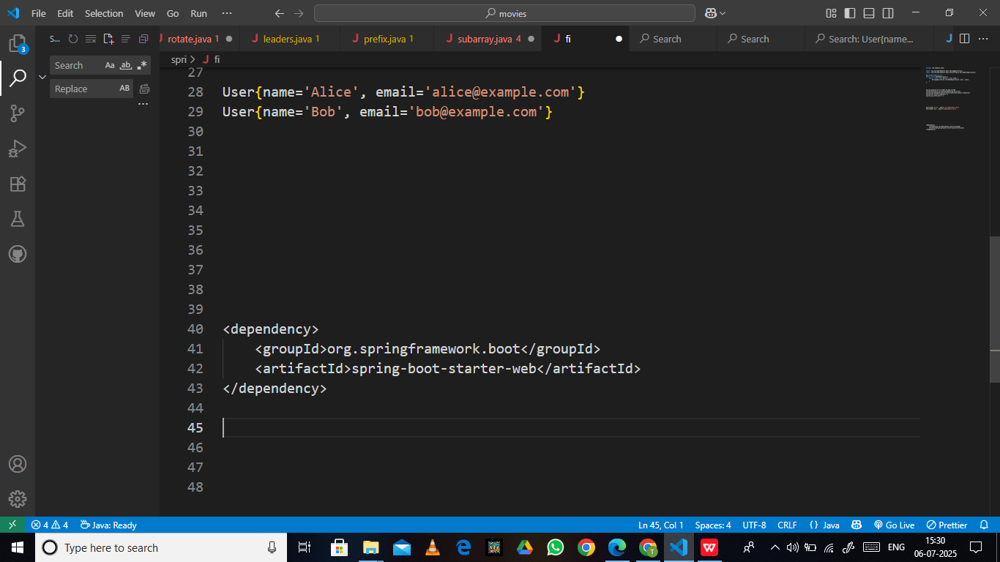 File Edit Selection View Go Run ··· movies
3
S...
rotate.java 1 leaders.java 1 prefix.java 1 subarray.java 4 fi Search Search Search: User{name... J
spri > J fi
Search Aa ab .*
Replace AB
27
28 User{name='Alice', email='alice@example.com'}
29 User{name='Bob', email='bob@example.com'}
30
31
32
33
34
35
36
37
38
39
40 <dependency>
41 <groupId>org.springframework.boot</groupId>
42 <artifactId>spring-boot-starter-web</artifactId>
43 </dependency>
44
45
46
47
48
4 4 Java: Ready Ln 45, Col 1 Spaces: 4 UTF-8 CRLF {} Java Go Live Prettier
Type here to search ENG 15:30
06-07-2025